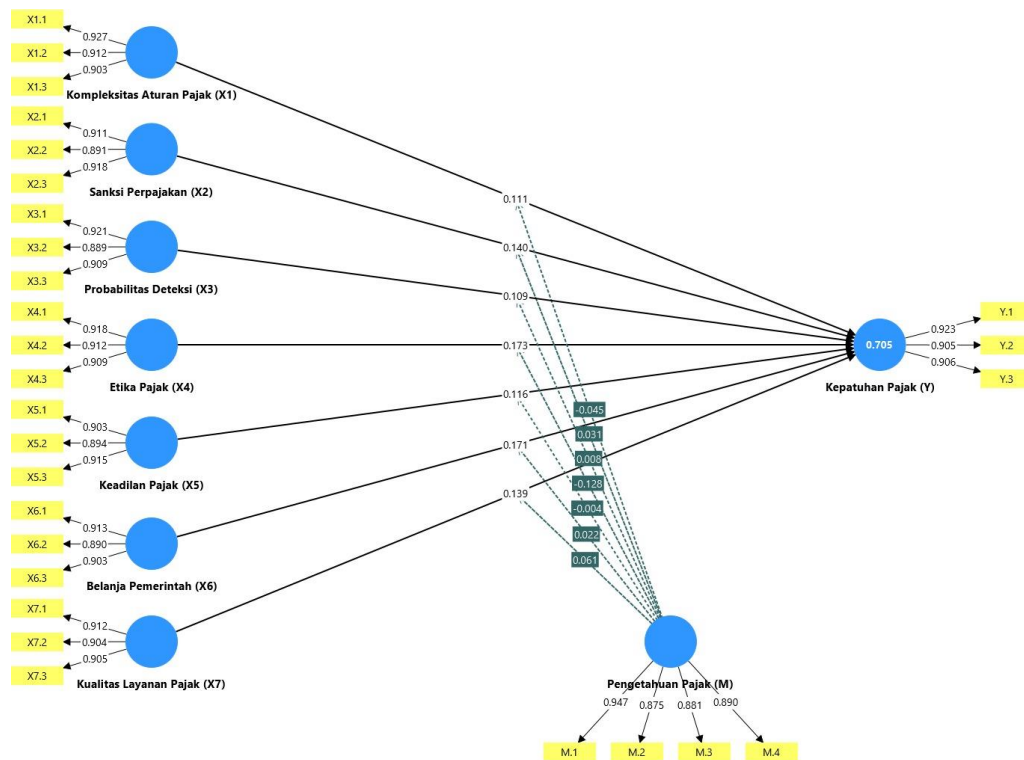 X1.1
0.927
X1.2
0.912
0.903
X1.3
Kompleksitas Aturan Pajak (X1)
X2.1
0.911
X2.2
0.891
0.918
X2.3
Sanksi Perpajakan (X2)
X3.1
0.921
X3.2
0.889
0.909
X3.3
Probabilitas Deteksi (X3)
X4.1
0.918
X4.2
0.912
0.909
X4.3
Etika Pajak (X4)
X5.1
0.903
X5.2
0.894
0.915
X5.3
Keadilan Pajak (X5)
X6.1
0.913
X6.2
0.890
0.903
X6.3
Belanja Pemerintah (X6)
X7.1
0.912
X7.2
0.904
0.905
X7.3
Kualitas Layanan Pajak (X7)
0.111
0.140
0.109
0.173
0.116
0.171
0.139
-0.045
0.031
0.008
-0.128
-0.004
0.022
0.061
0.705
Kepatuhan Pajak (Y)
0.923
Y.1
0.905
Y.2
0.906
Y.3
Pengetahuan Pajak (M)
0.947
0.875
0.881
0.890
M.1
M.2
M.3
M.4